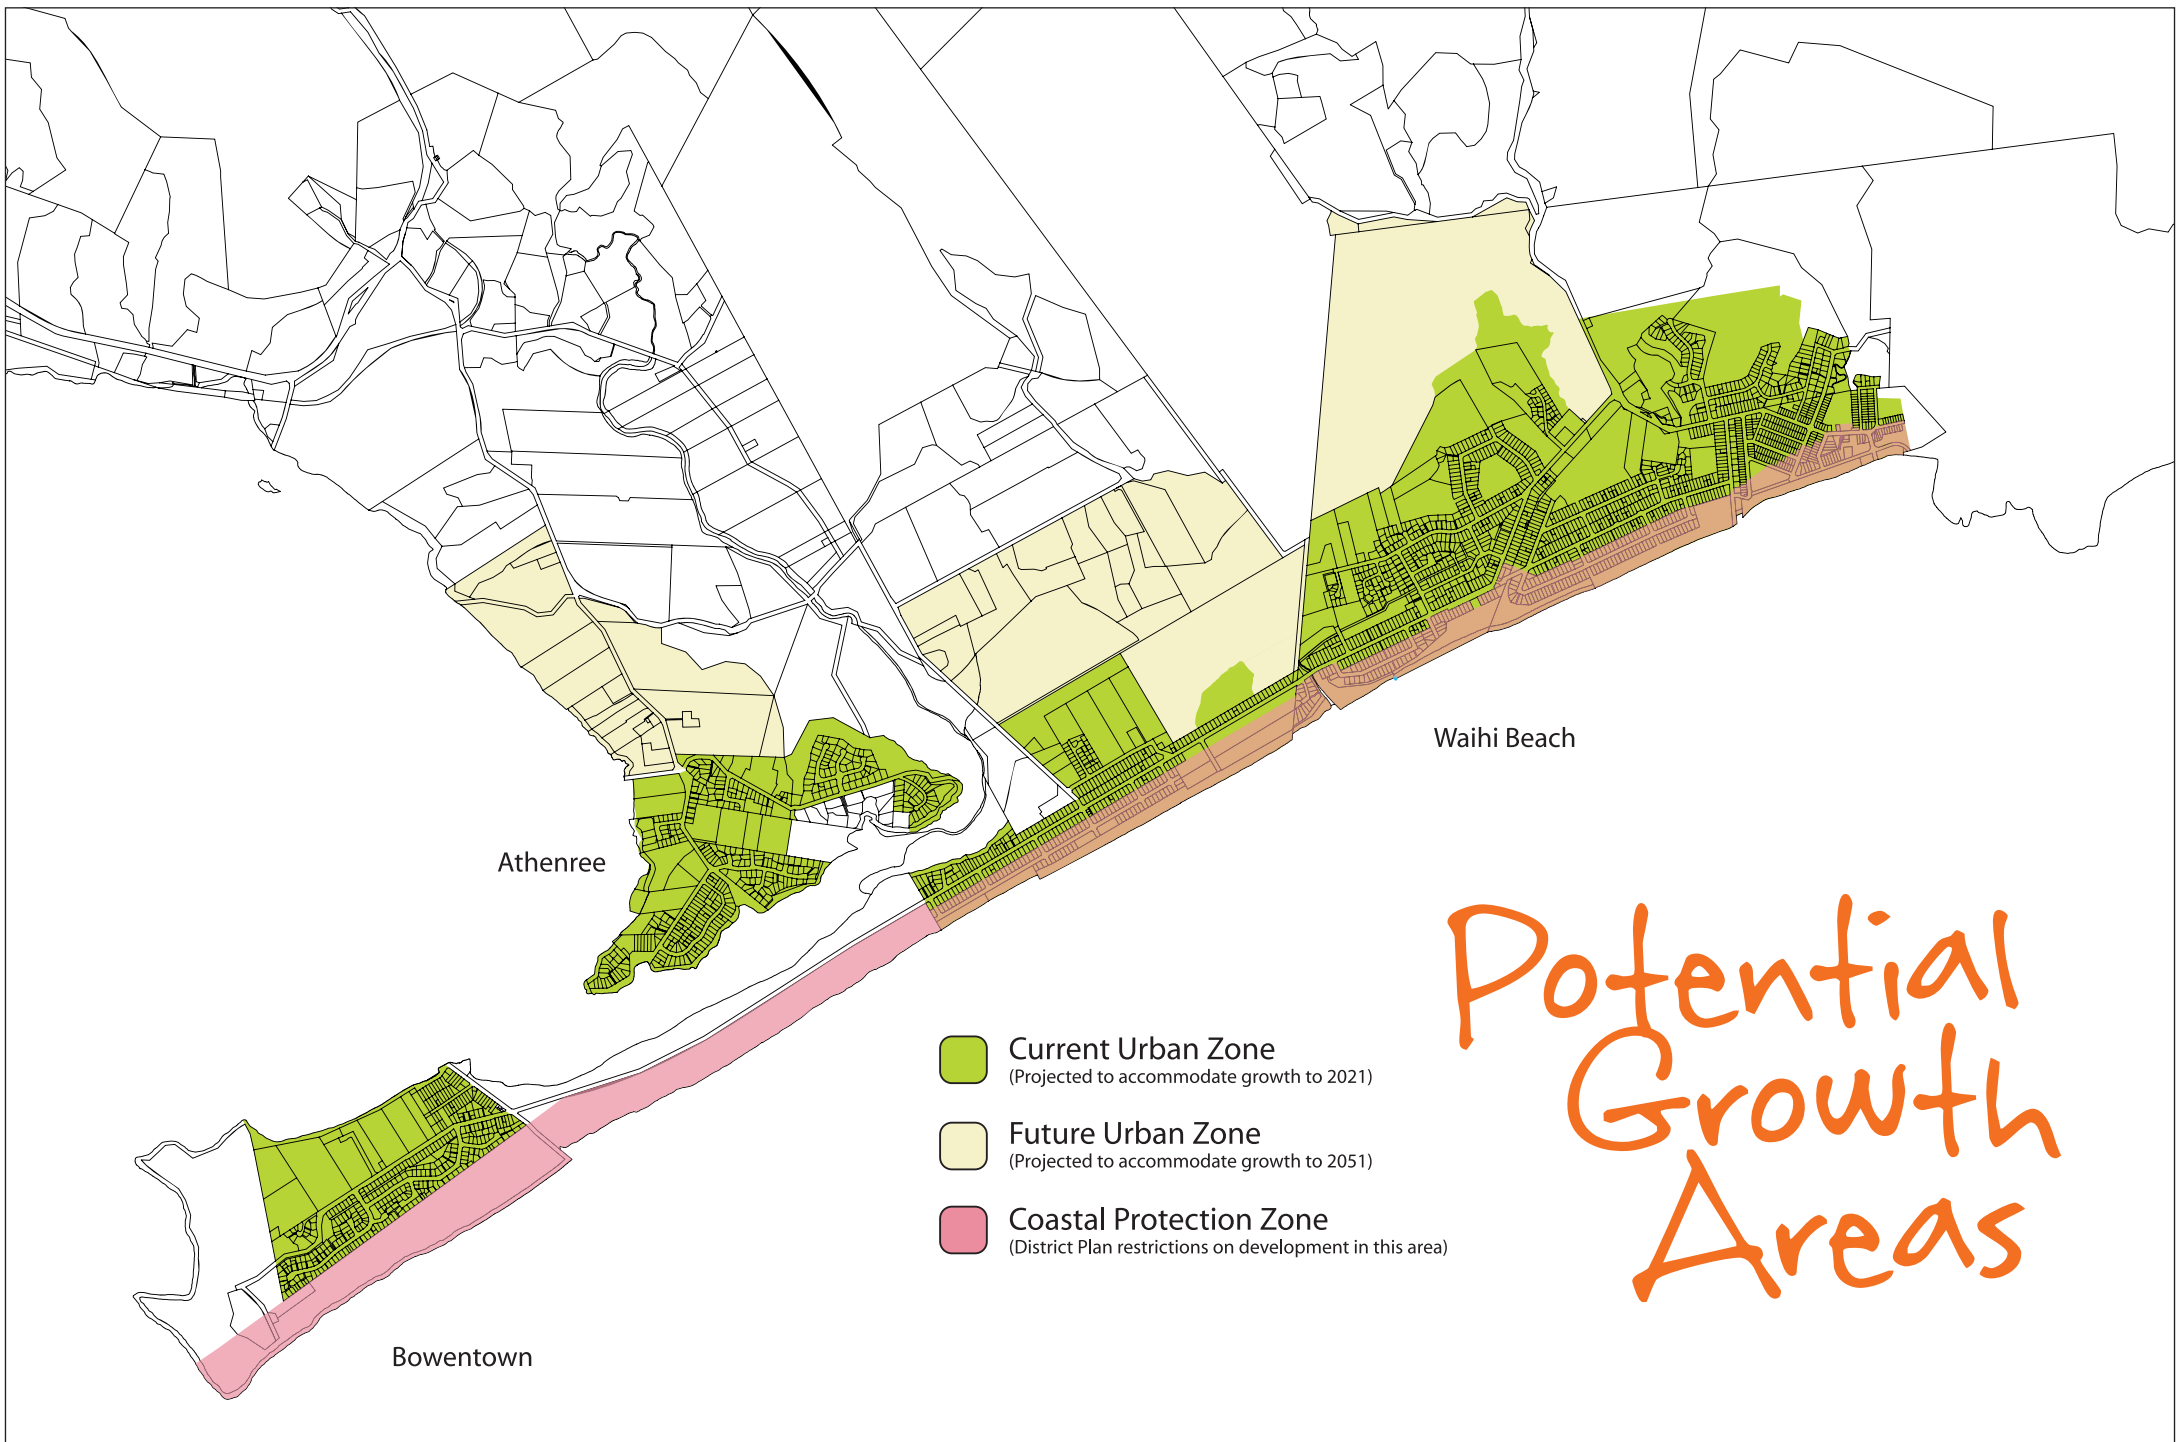 Waihi Beach
Athenree
Bowentown
Current Urban Zone
(Projected to accommodate growth to 2021)
Future Urban Zone
(Projected to accommodate growth to 2051)
Coastal Protection Zone
(District Plan restrictions on development in this area)
Potential
Growth
Areas